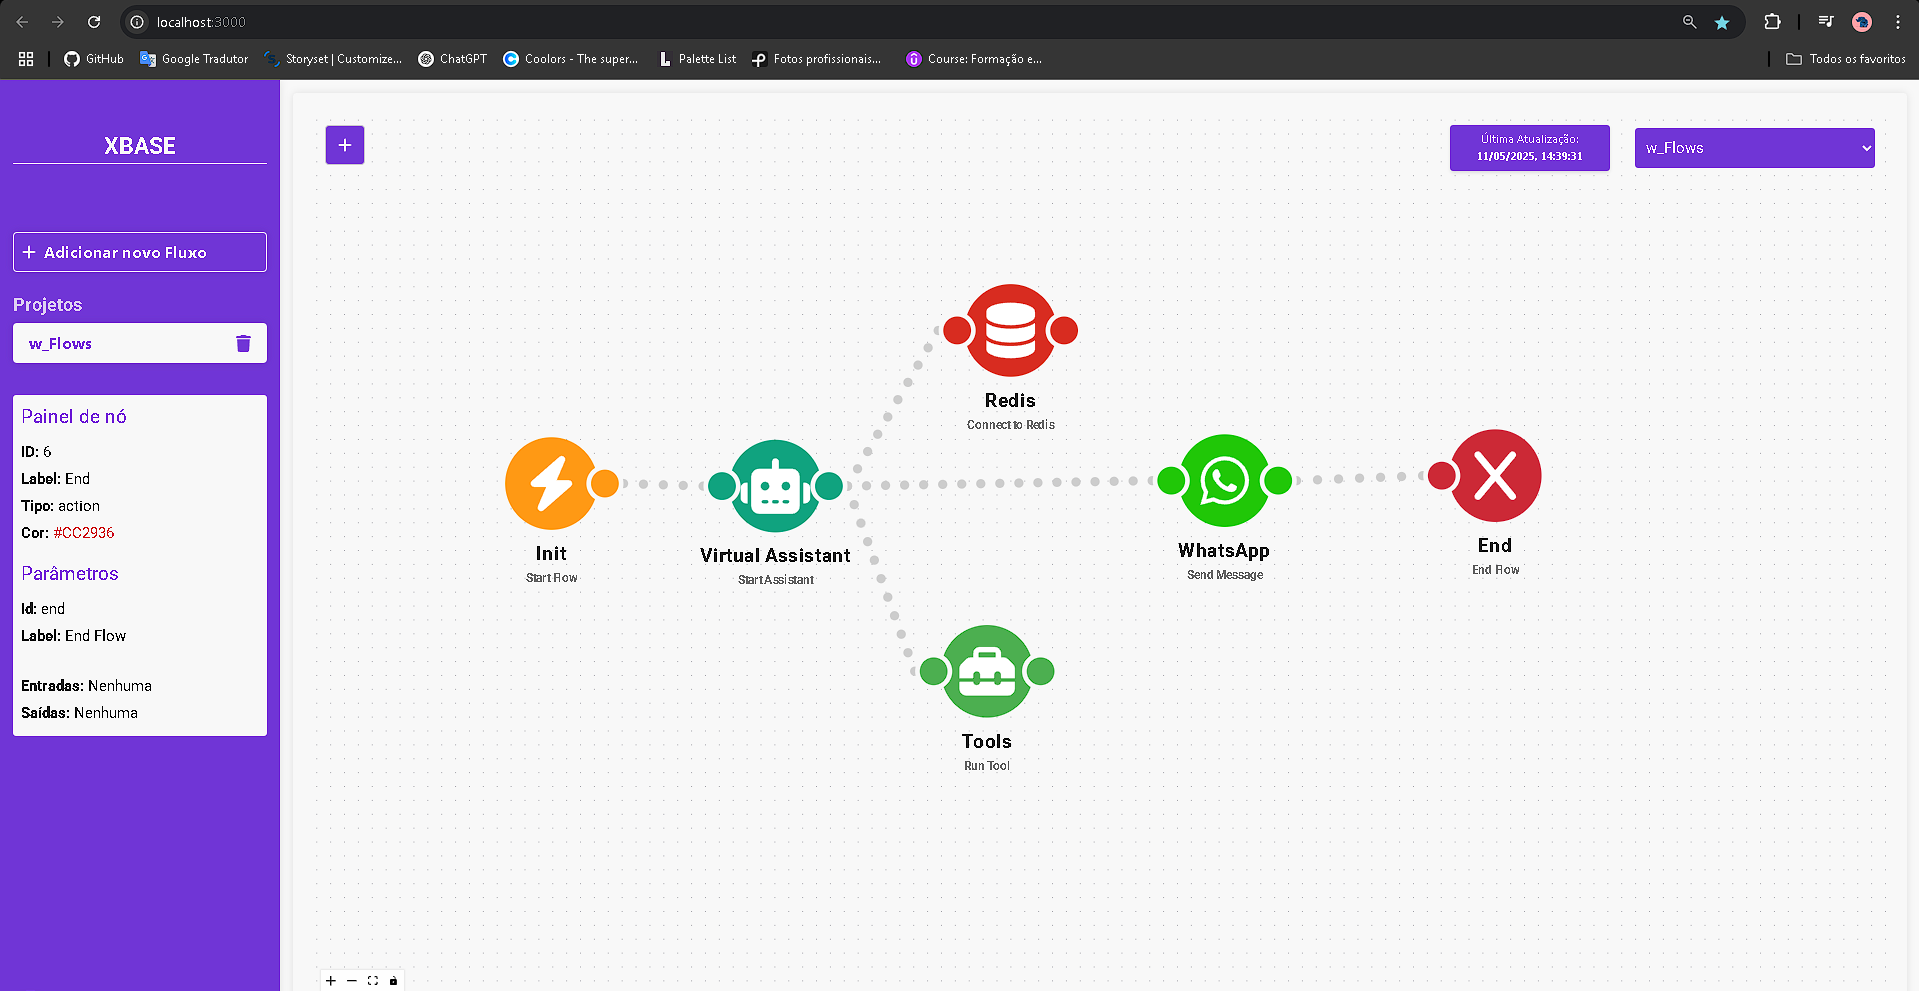 localhost:3000
GitHub
Google Tradutor
Storyset | Customize...
ChatGPT
Coolors - The super...
Palette List
Fotos profissionais...
Course: Formação e...
Todos os favoritos
XBASE
+ Adicionar novo Fluxo
Projetos
w_Flows
Painel de nó
ID: 6
Label: End
Tipo: action
Cor: #CC2936
Parâmetros
Id: end
Label: End Flow
Entradas: Nenhuma
Saídas: Nenhuma
+
Última Atualização:
11/05/2025, 14:39:31
w_Flows
Redis
Connect to Redis
Init
Start Flow
Virtual Assistant
Start Assistant
WhatsApp
Send Message
End
End Flow
Tools
Run Tool